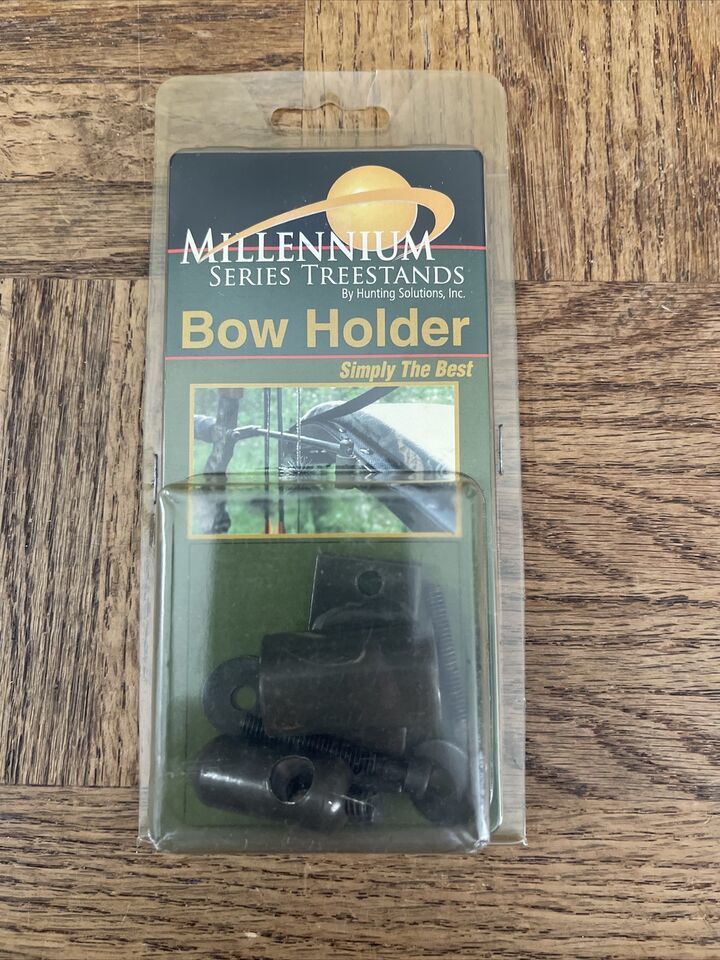 MILLENNIUM
SERIES TREESTANDS
By Hunting Solutions, Inc.
Bow Holder
Simply The Best